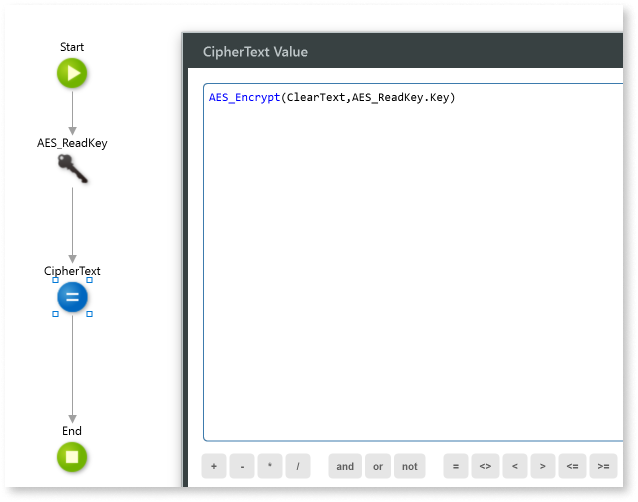 Start
AES_ReadKey
CipherText
End
CipherText Value
AES_Encrypt(ClearText,AES_ReadKey.Key)
+ - * / and or not = <> < > <= >=